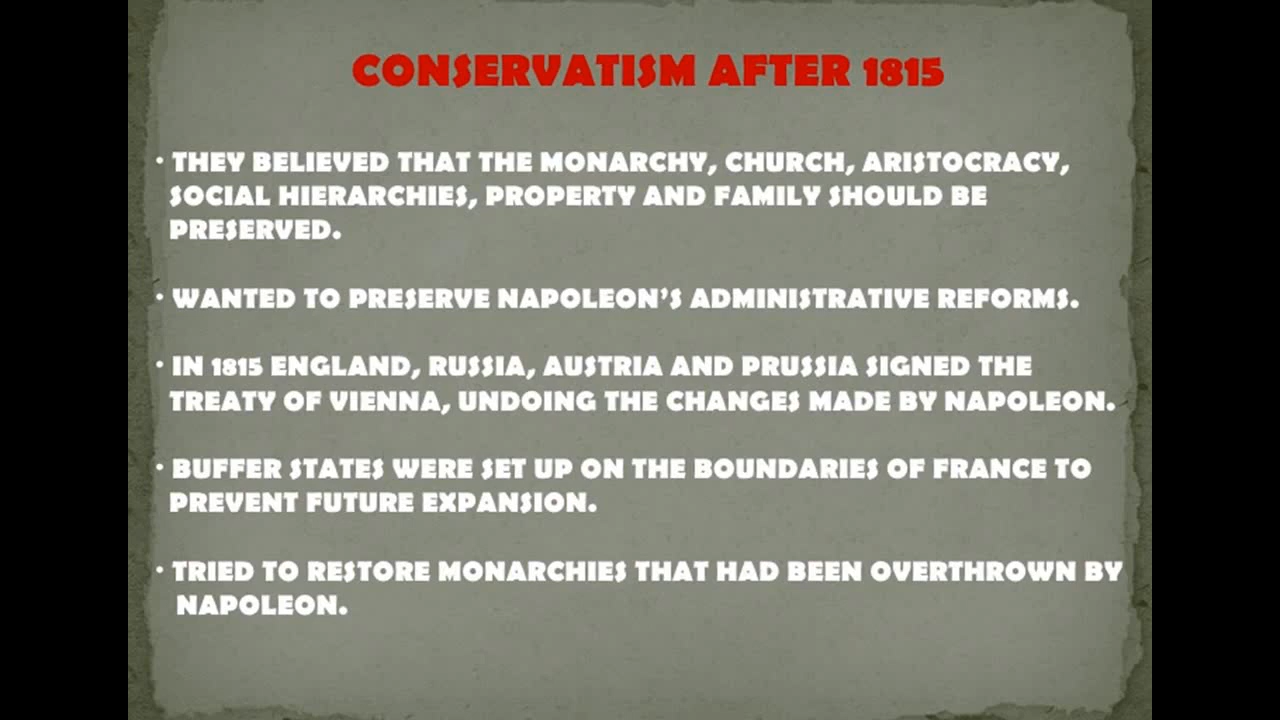 CONSERVATISM AFTER 1815
• THEY BELIEVED THAT THE MONARCHY, CHURCH, ARISTOCRACY,
SOCIAL HIERARCHIES, PROPERTY AND FAMILY SHOULD BE
PRESERVED.
• WANTED TO PRESERVE NAPOLEON’S ADMINISTRATIVE REFORMS.
• IN 1815 ENGLAND, RUSSIA, AUSTRIA AND PRUSSIA SIGNED THE
TREATY OF VIENNA, UNDOING THE CHANGES MADE BY NAPOLEON.
• BUFFER STATES WERE SET UP ON THE BOUNDARIES OF FRANCE TO
PREVENT FUTURE EXPANSION.
• TRIED TO RESTORE MONARCHIES THAT HAD BEEN OVERTHROWN BY
NAPOLEON.